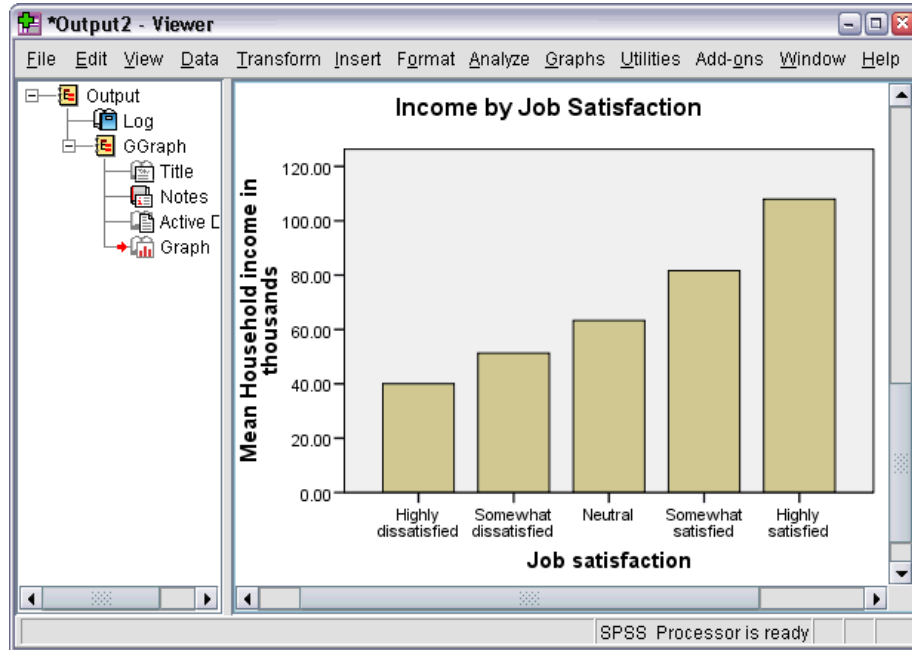 *Output2 - Viewer
File Edit View Data Transform Insert Format Analyze Graphs Utilities Add-ons Window Help
Output
Log
GGraph
Title
Notes
Active D
Graph
Income by Job Satisfaction
Mean Household income in
thousands
120.00
100.00
80.00
60.00
40.00
20.00
0.00
Highly dissatisfied
Somewhat dissatisfied
Neutral
Somewhat satisfied
Highly satisfied
Job satisfaction
SPSS Processor is ready